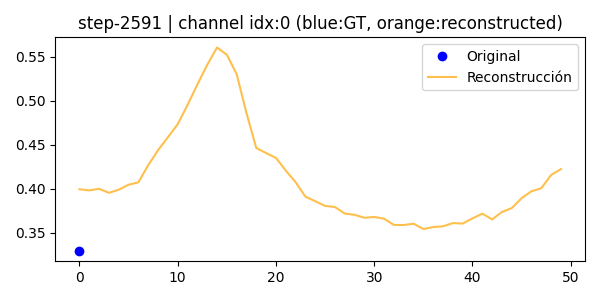 step-2591 | channel idx:0 (blue:GT, orange:reconstructed)
Original
Reconstrucción
0.55
0.50
0.45
0.40
0.35
0 10 20 30 40 50